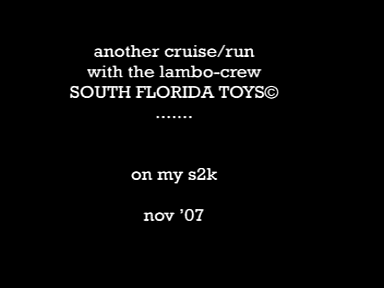 another cruise/run
with the lambo-crew
SOUTH FLORIDA TOYS©
.......
on my s2k
nov '07